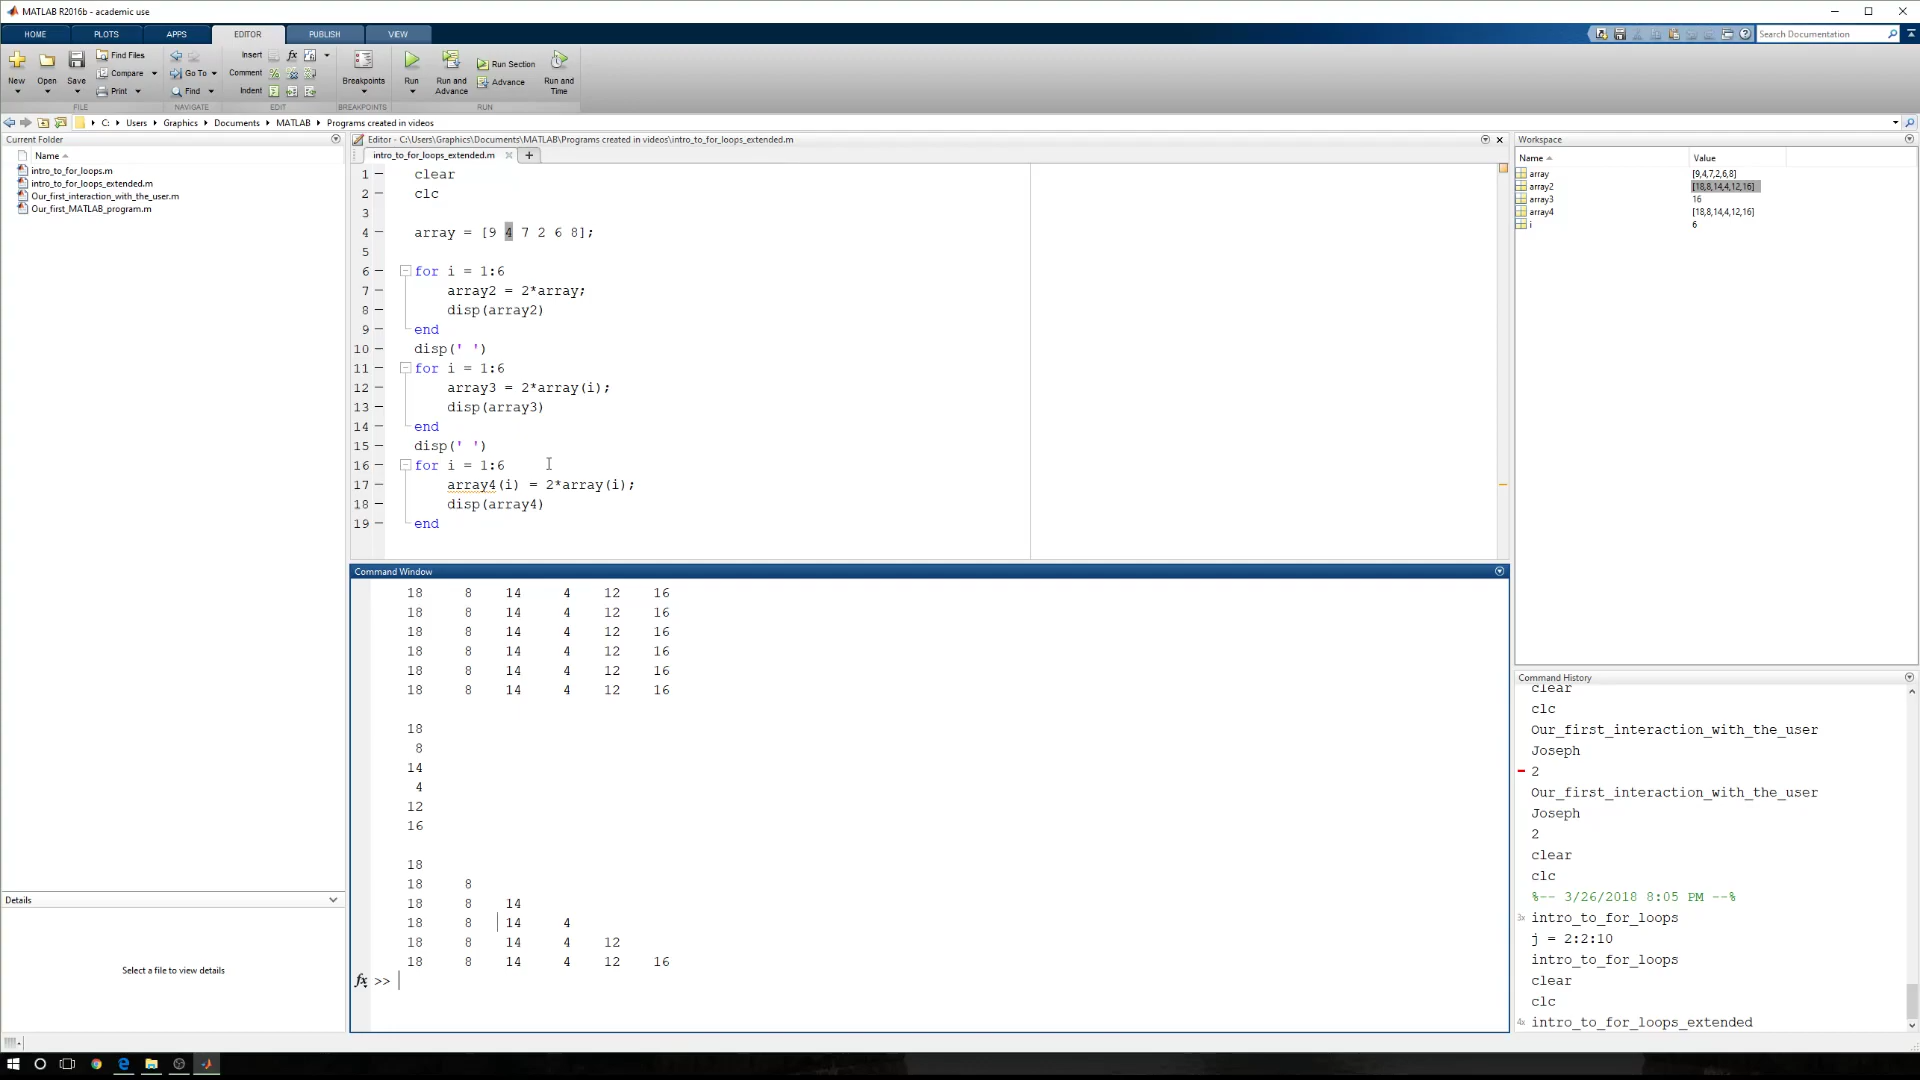 MATLAB R2016b - academic use
HOME PLOTS APPS EDITOR PUBLISH VIEW
Search Documentation
New Open Save Find Files Compare Print
Insert Comment Indent
Go To Find
Breakpoints Run Run and Advance Run Section Advance Run and Time
FILE NAVIGATE EDIT BREAKPOINTS RUN
C: Users Graphics Documents MATLAB Programs created in videos
Current Folder
Name
intro_to_for_loops.m
intro_to_for_loops_extended.m
Our_first_interaction_with_the_user.m
Our_first_MATLAB_program.m
Details
Select a file to view details
Editor - C:\Users\Graphics\Documents\MATLAB\Programs created in videos\intro_to_for_loops_extended.m
intro_to_for_loops_extended.m
1 clear
2 clc
3
4 array = [9 4 7 2 6 8];
5
6 for i = 1:6
7 array2 = 2*array;
8 disp(array2)
9 end
10 disp(' ')
11 for i = 1:6
12 array3 = 2*array(i);
13 disp(array3)
14 end
15 disp(' ')
16 for i = 1:6
17 array4(i) = 2*array(i);
18 disp(array4)
19 end
Command Window
18 8 14 4 12 16
18 8 14 4 12 16
18 8 14 4 12 16
18 8 14 4 12 16
18 8 14 4 12 16
18 8 14 4 12 16
18
8
14
4
12
16
18
18 8
18 8 14
18 8 14 4
18 8 14 4 12
18 8 14 4 12 16
fx >>
Workspace
Name Value
array [9,4,7,2,6,8]
array2 [18,8,14,4,12,16]
array3 16
array4 [18,8,14,4,12,16]
i 6
Command History
clear
clc
Our_first_interaction_with_the_user
Joseph
2
Our_first_interaction_with_the_user
Joseph
2
clear
clc
%-- 3/26/2018 8:05 PM --%
3x intro_to_for_loops
j = 2:2:10
intro_to_for_loops
clear
clc
4x intro_to_for_loops_extended